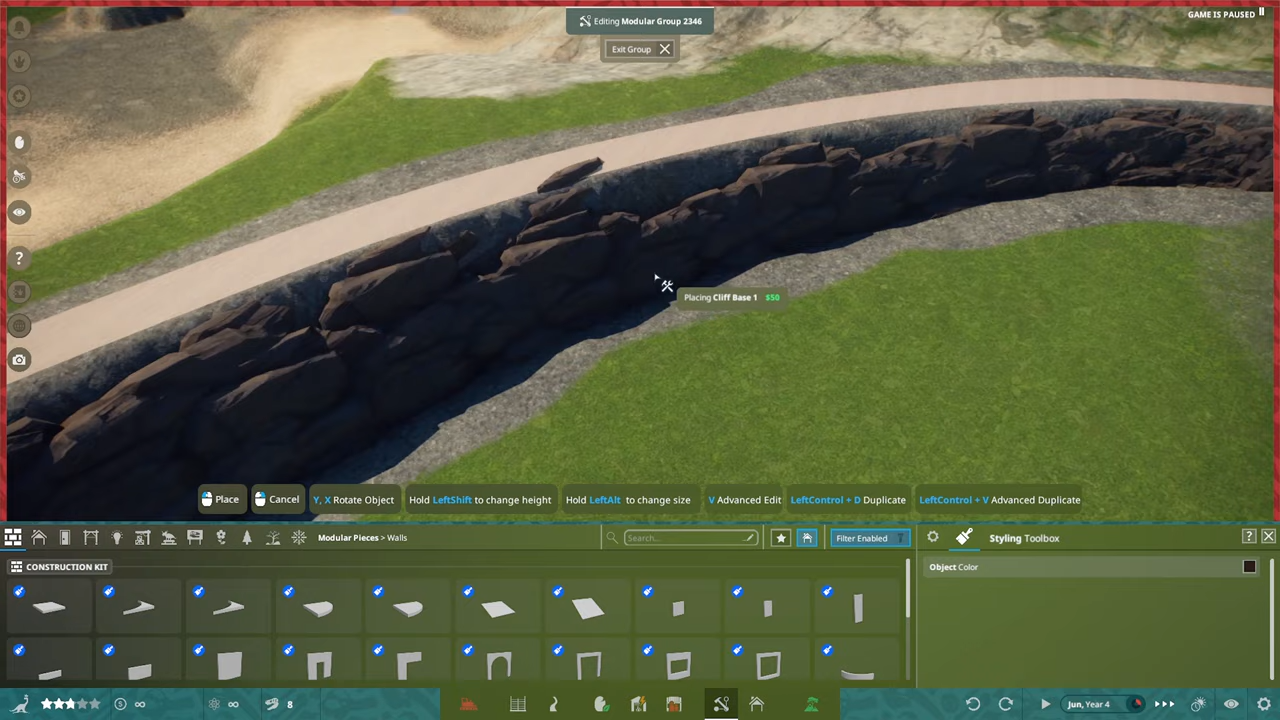 Editing Modular Group 2346
GAME IS PAUSED
Exit Group
Placing Cliff Base 1 $50
Place
Cancel
Y, X Rotate Object
Hold LeftShift to change height
Hold LeftAlt to change size
V Advanced Edit
LeftControl + D Duplicate
LeftControl + V Advanced Duplicate
Modular Pieces > Walls
Search...
Filter Enabled
Styling Toolbox
?
CONSTRUCTION KIT
Object Color
8
Jun, Year 4